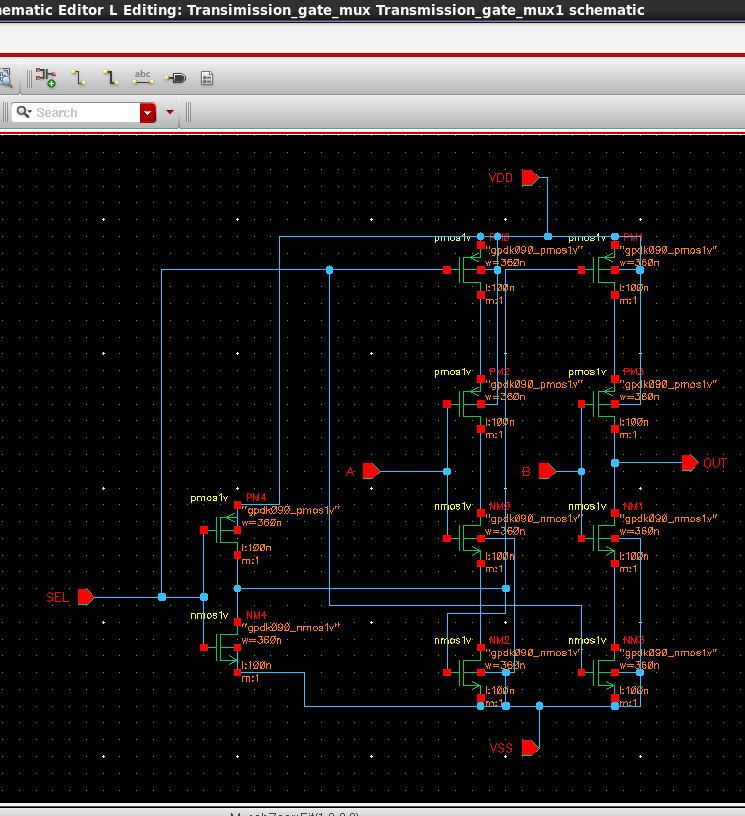 ematic Editor L Editing: Transimission_gate_mux Transmission_gate_mux1 schematic
abc
Search
VDD
pmos1v
"gpdk090_pmos1v"
w=360n
l:100n
m:1
pmos1v PM1
"gpdk090_pmos1v"
w=360n
l:100n
m:1
pmos1v PM2
"gpdk090_pmos1v"
w=360n
l:100n
m:1
pmos1v PM3
"gpdk090_pmos1v"
w=360n
l:100n
m:1
A
B
OUT
pmos1v PM4
"gpdk090_pmos1v"
w=360n
l:100n
m:1
nmos1v NM0
"gpdk090_nmos1v"
w=360n
l:100n
m:1
nmos1v NM1
"gpdk090_nmos1v"
w=360n
l:100n
m:1
SEL
nmos1v NM4
"gpdk090_nmos1v"
w=360n
l:100n
m:1
nmos1v NM2
"gpdk090_nmos1v"
w=360n
l:100n
m:1
nmos1v NM3
"gpdk090_nmos1v"
w=360n
l:100n
m:1
VSS